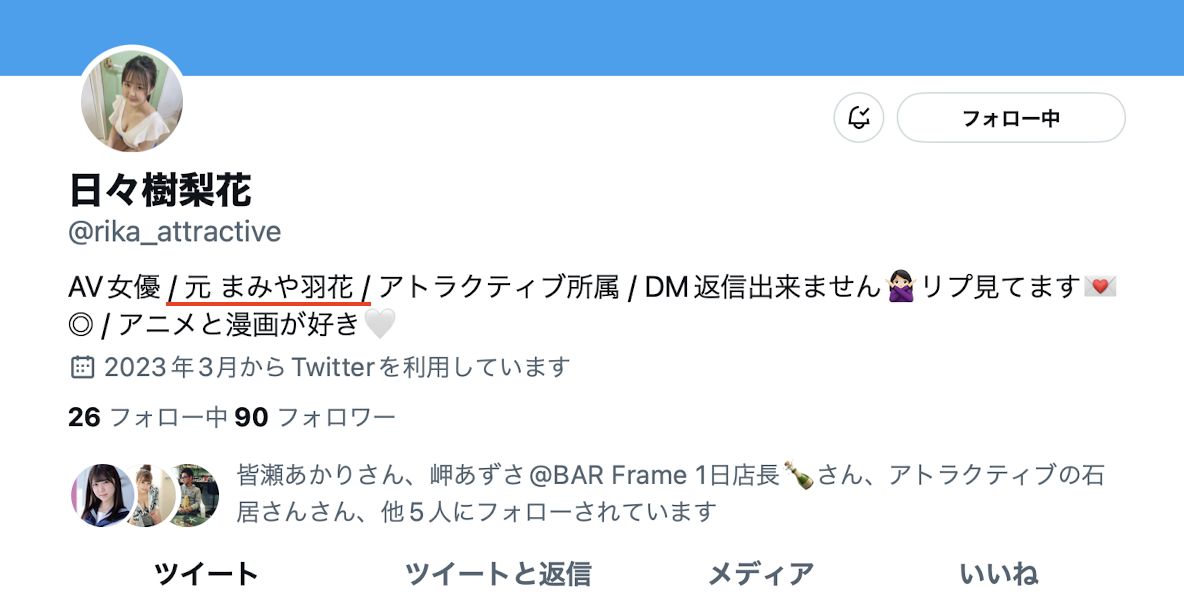 フォロー中
日々樹梨花
@rika_attractive
AV女優 / 元 まみや羽花 / アトラクティブ所属 / DM返信出来ません🙅🏻‍♀️リプ見てます💌
◎ / アニメと漫画が好き🤍
2023年3月から Twitterを利用しています
26 フォロー中 90 フォロワー
皆瀬あかりさん、岬あずさ@BAR Frame 1日店長🍾さん、アトラクティブの石
居さんさん、他5人にフォローされています
ツイート ツイートと返信 メディア いいね